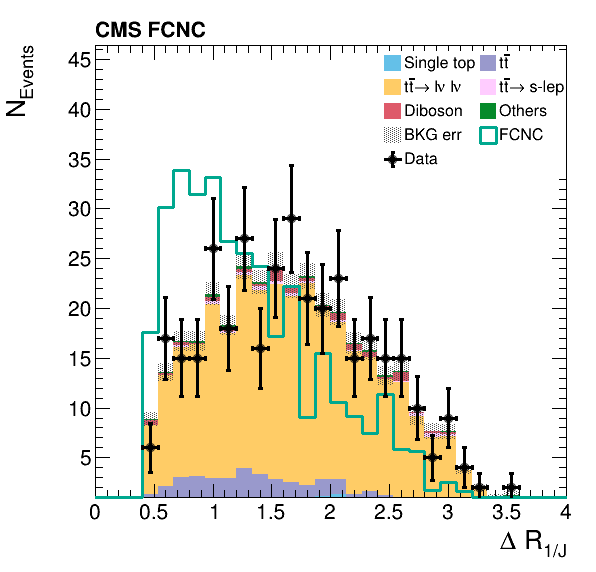 CMS FCNC
N_Events
45
40
35
30
25
20
15
10
5
Single top
tt̄
tt̄→ lν lν
tt̄→ s-lep
Diboson
Others
BKG err
FCNC
Data
0 0.5 1 1.5 2 2.5 3 3.5 4
Δ R_1/J